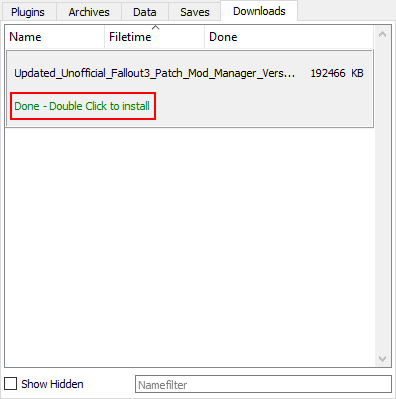 Plugins Archives Data Saves Downloads
Name Filetime Done
Updated_Unofficial_Fallout3_Patch_Mod_Manager_Vers... 192466 KB
Done - Double Click to install
Show Hidden Namefilter